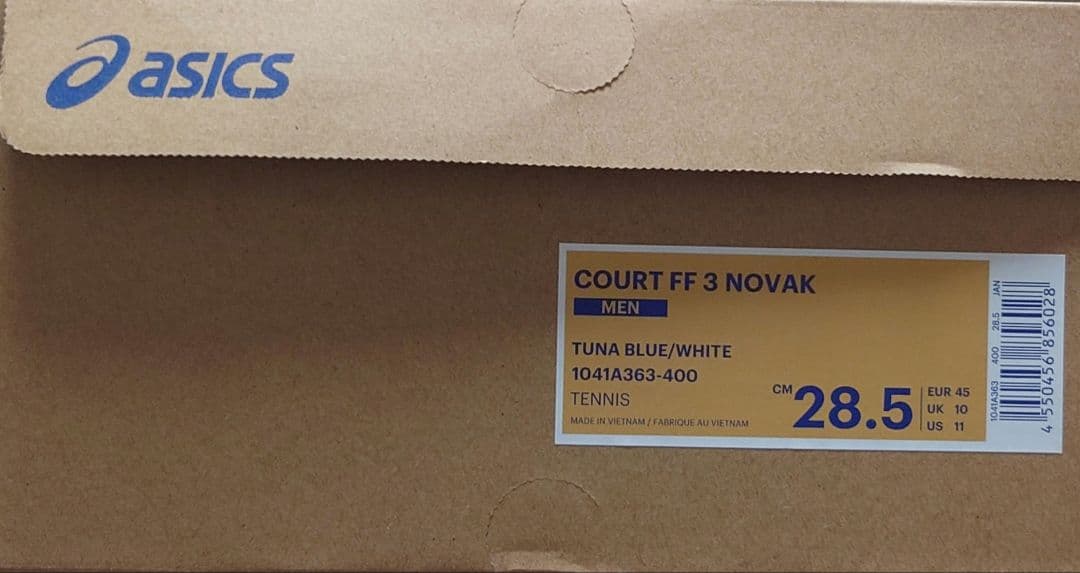 asics
COURT FF 3 NOVAK
MEN
TUNA BLUE/WHITE
1041A363-400
TENNIS
MADE IN VIETNAM / FABRIQUE AU VIETNAM
CM 28.5
EUR 45
UK 10
US 11
1041A363 400 28.5 JAN
4 550456 856028